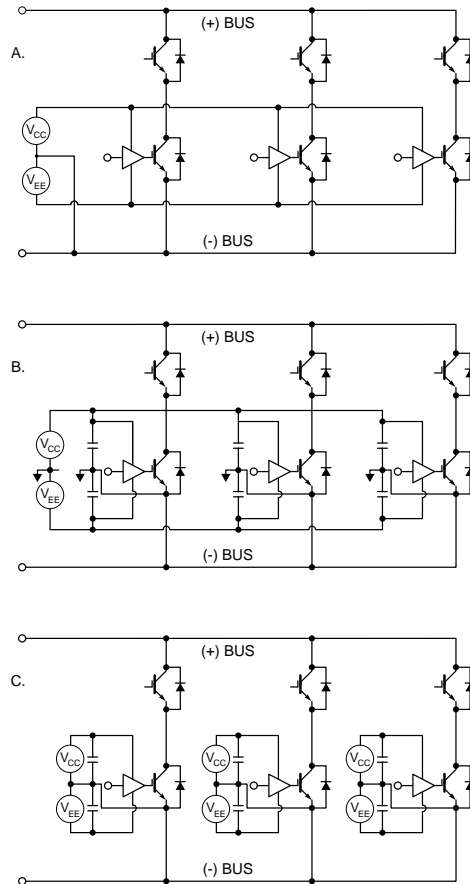 (+) BUS
A.
VCC
VEE
(-) BUS
(+) BUS
B.
VCC
VEE
(-) BUS
(+) BUS
C.
VCC VCC VCC
VEE VEE VEE
(-) BUS